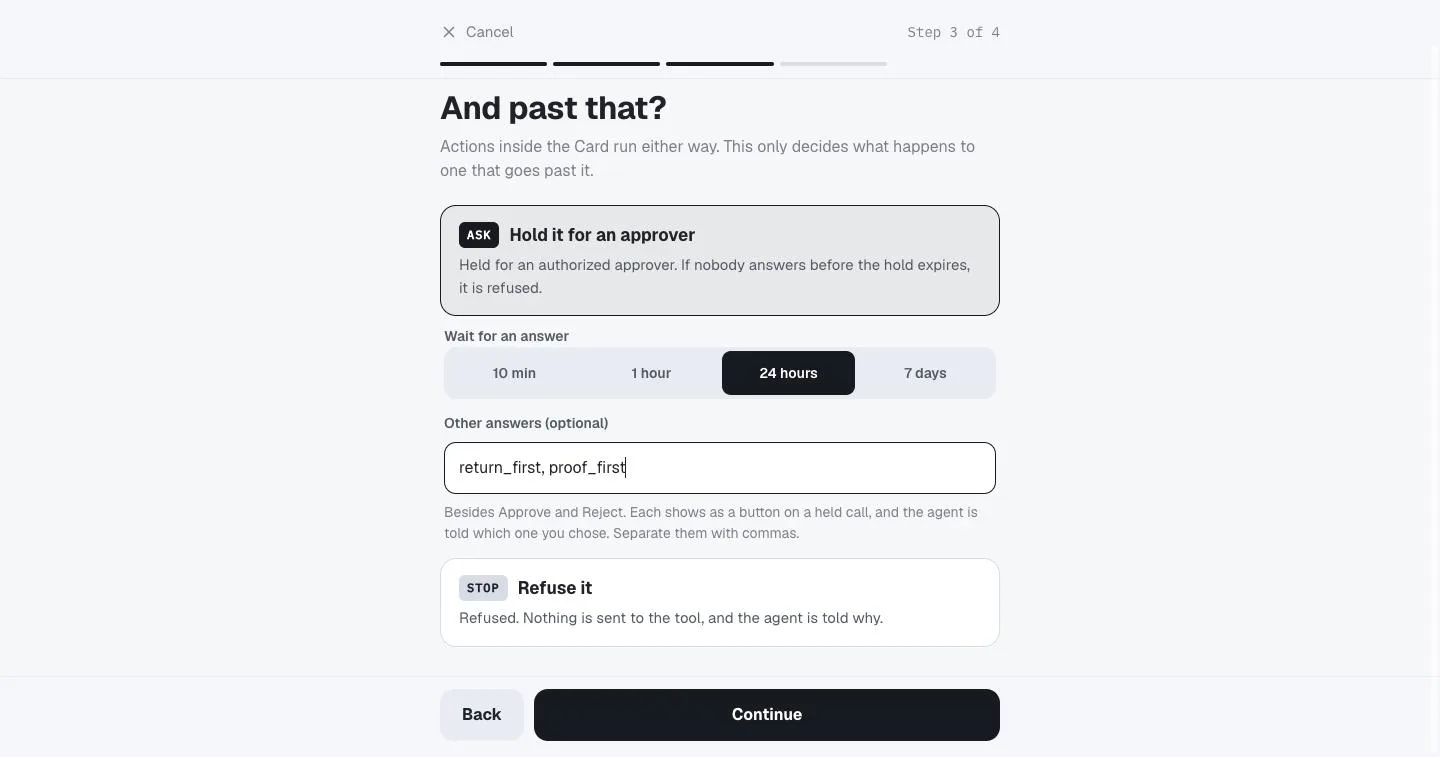 Cancel
Step 3 of 4
And past that?
Actions inside the Card run either way. This only decides what happens to
one that goes past it.
ASK Hold it for an approver
Held for an authorized approver. If nobody answers before the hold expires,
it is refused.
Wait for an answer
10 min 1 hour 24 hours 7 days
Other answers (optional)
return_first, proof_first
Besides Approve and Reject. Each shows as a button on a held call, and the agent is
told which one you chose. Separate them with commas.
STOP Refuse it
Refused. Nothing is sent to the tool, and the agent is told why.
Back Continue